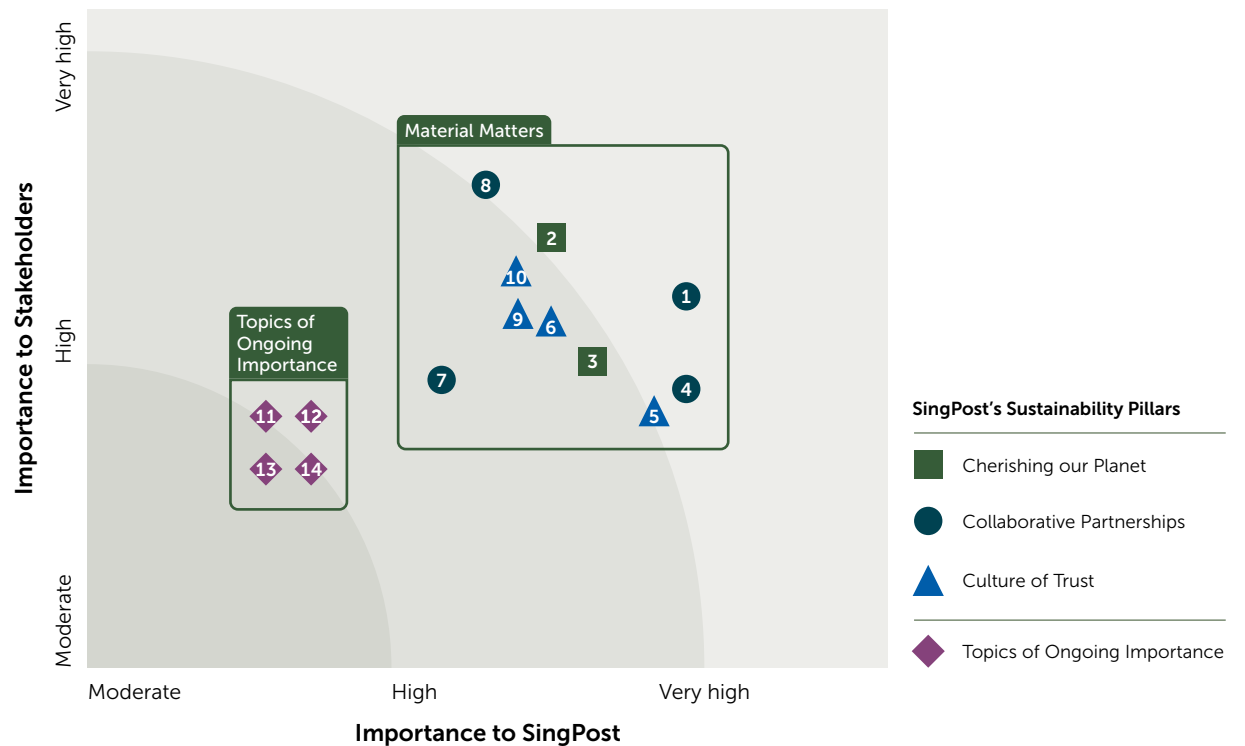 Very high
High
Moderate
Importance to Stakeholders
Material Matters
8
2
10
1
9
6
3
7
4
5
Topics of
Ongoing
Importance
11
12
13
14
Moderate
High
Very high
Importance to SingPost
SingPost’s Sustainability Pillars
Cherishing our Planet
Collaborative Partnerships
Culture of Trust
Topics of Ongoing Importance